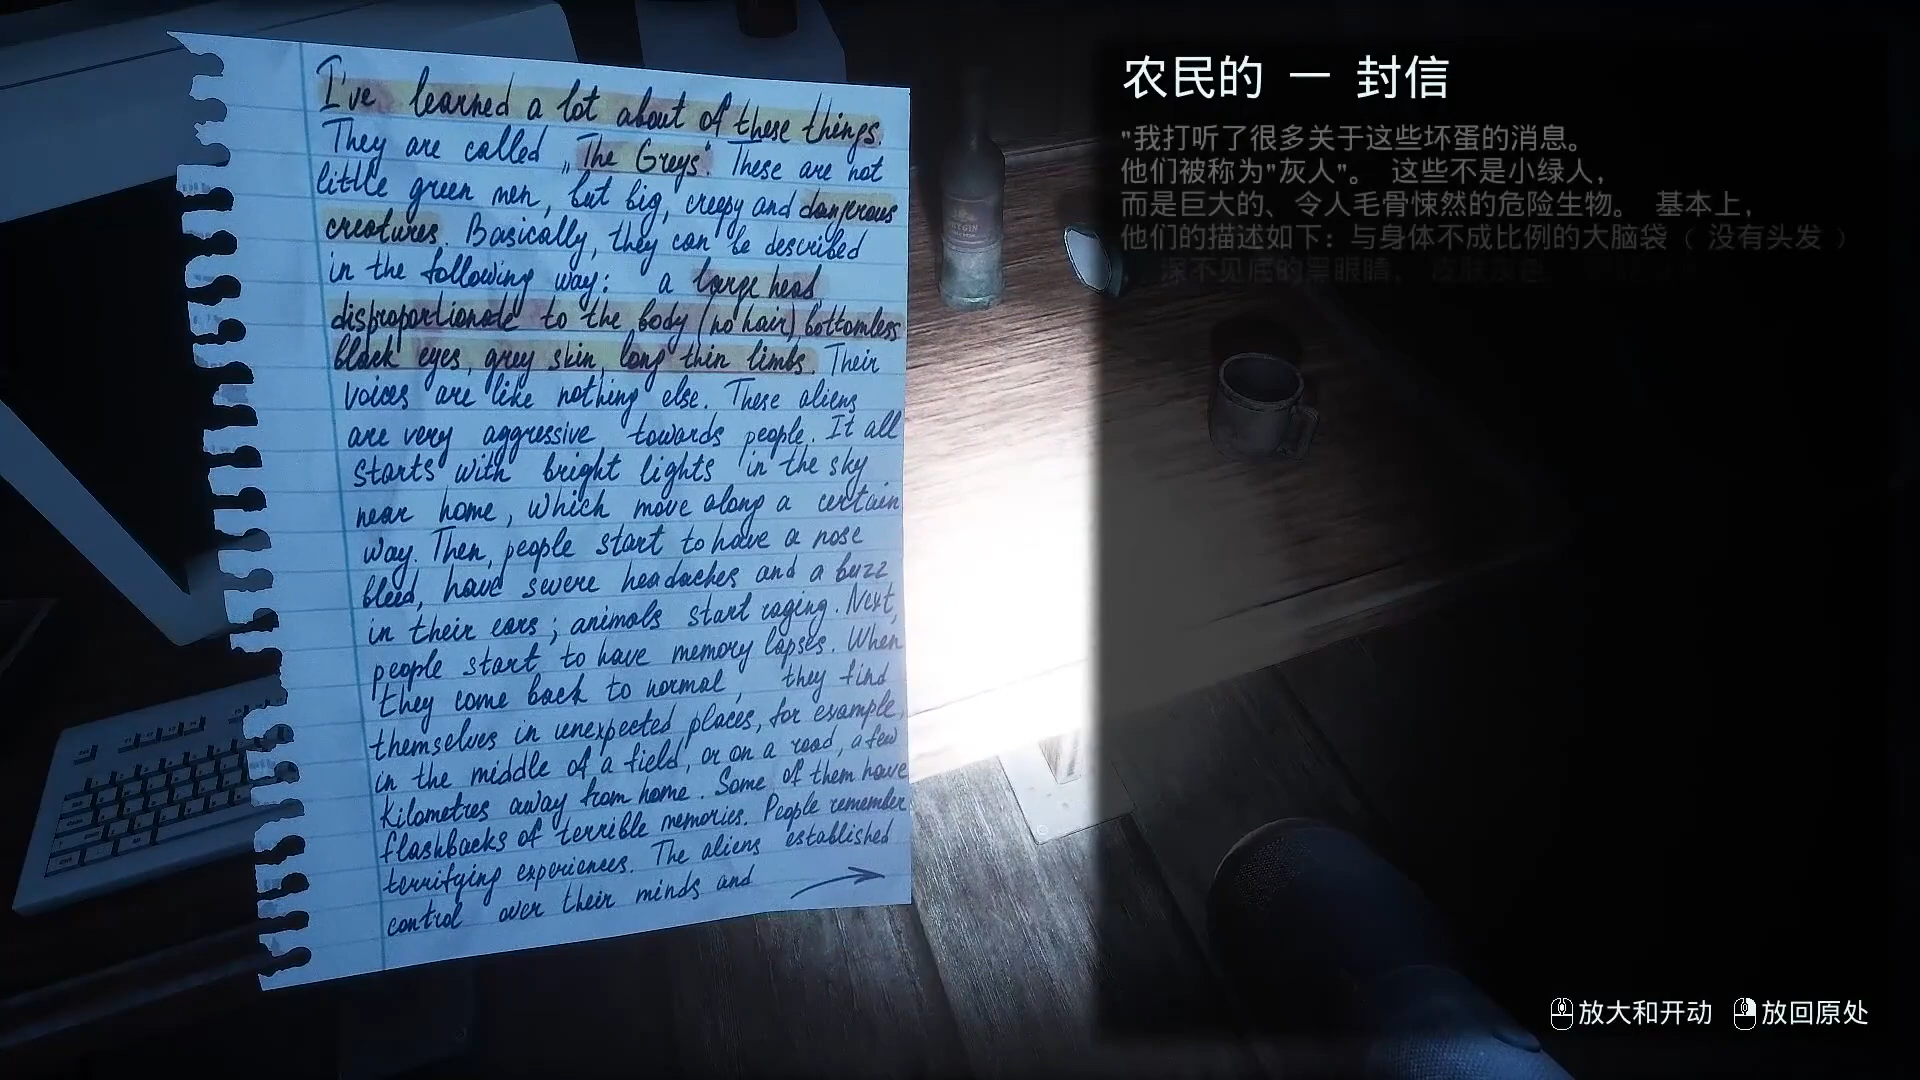 I've learned a lot about of these things.
They are called „The Greys". These are not
little green men, but big, creepy and dangerous
creatures. Basically, they can be described
in the following way: a large head,
disproportionate to the body (no hair), bottomless
black eyes, grey skin, long thin limbs. Their
voices are like nothing else. These aliens
are very aggressive towards people. It all
starts with bright lights in the sky
near home, which move along a certain
way. Then, people start to have a nose
bleed, have severe headaches and a buzz
in their ears; animals start raging. Next,
people start to have memory lapses. When
they come back to normal, they find
themselves in unexpected places, for example,
in the middle of a field, or on a road, a few
kilometres away from home. Some of them have
flashbacks of terrible memories. People remember
terrifying experiences. The aliens established
control over their minds and
农民的 一 封信
"我打听了很多关于这些坏蛋的消息。
他们被称为"灰人"。 这些不是小绿人，
而是巨大的、令人毛骨悚然的危险生物。 基本上，
他们的描述如下：与身体不成比例的大脑袋（没有头发）
深不见底的黑眼睛，
放大和开动 放回原处